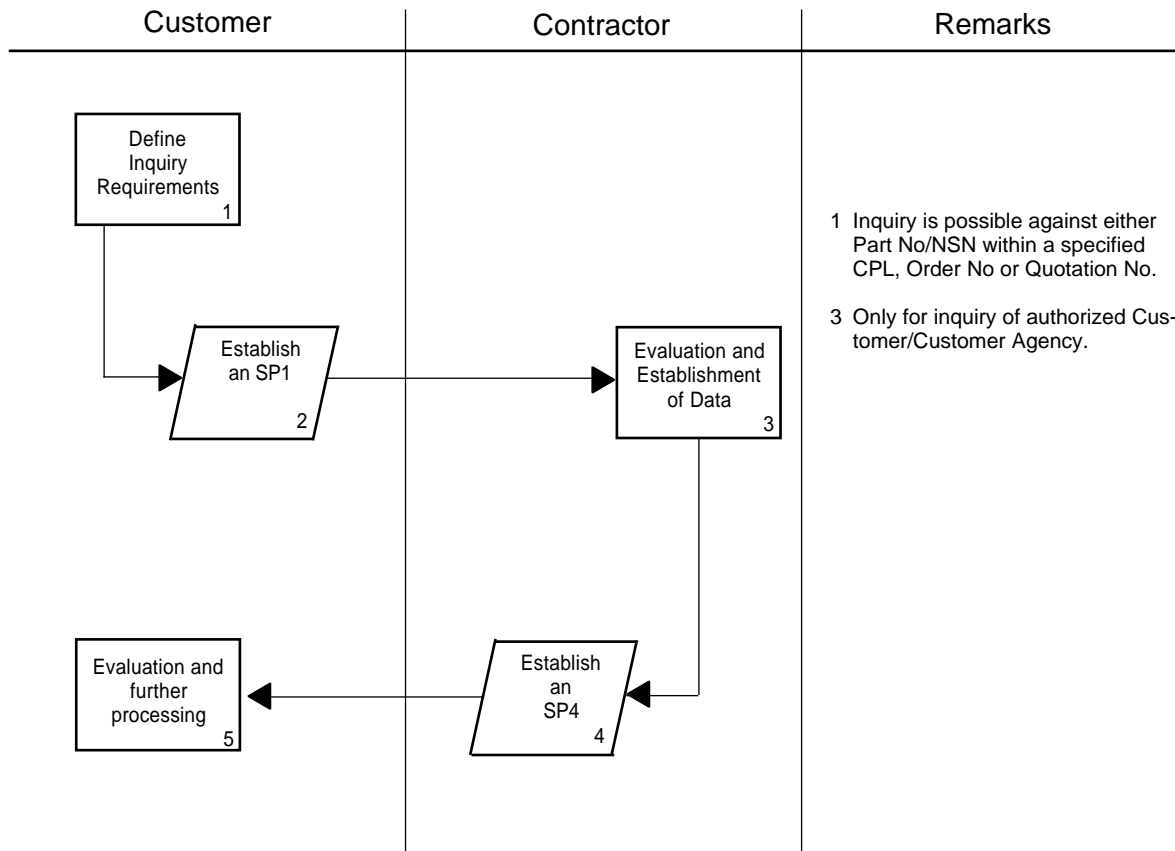 Customer
Contractor
Remarks
Define
Inquiry
Requirements
1
1 Inquiry is possible against either
Part No/NSN within a specified
CPL, Order No or Quotation No.
3 Only for inquiry of authorized Cus-
tomer/Customer Agency.
Establish
an SP1
2
Evaluation and
Establishment
of Data
3
Establish
an
SP4
4
Evaluation and
further
processing
5